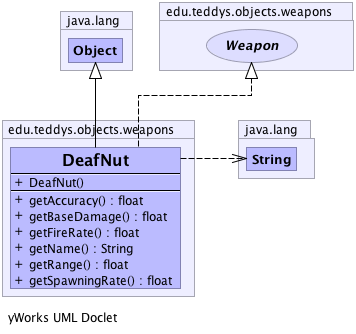 java.lang
Object
edu.teddys.objects.weapons
Weapon
edu.teddys.objects.weapons
DeafNut
+ DeafNut()
+ getAccuracy() : float
+ getBaseDamage() : float
+ getFireRate() : float
+ getName() : String
+ getRange() : float
+ getSpawningRate() : float
java.lang
String
yWorks UML Doclet